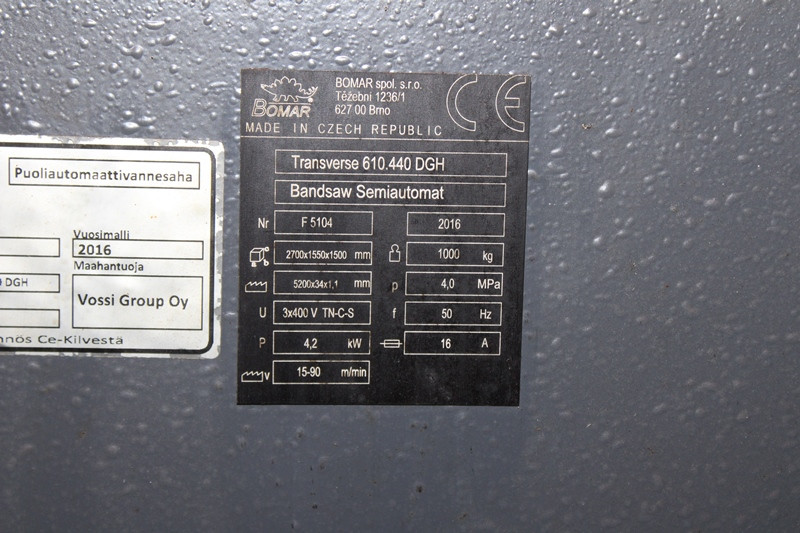 Puoliautomaattivannesaha
Vuosimalli
2016
Maahantuoja
DGH
Vossi Group Oy
Ce-Kilvestä
BOMAR
BOMAR spol. s.r.o.
Těžební 1236/1
627 00 Brno
CE
MADE IN CZECH REPUBLIC
Transverse 610.440 DGH
Bandsaw Semiautomat
Nr F 5104 2016
2700x1550x1500 mm 1000 kg
5200x34x1,1 mm p 4,0 MPa
U 3x400 V TN-C-S f 50 Hz
P 4,2 kW 16 A
v 15-90 m/min